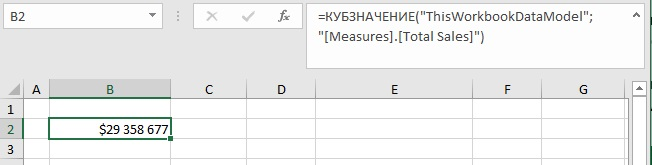 B2
fx
=КУБЗНАЧЕНИЕ("ThisWorkbookDataModel";
"[Measures].[Total Sales]")
A B C D E F G
1
2 $29 358 677
3